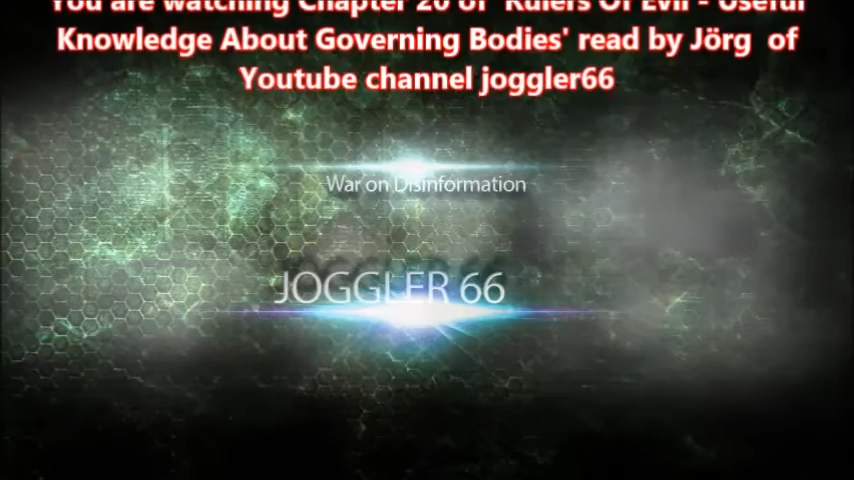 You are watching Chapter 20 of 'Rulers Of Evil - Useful
Knowledge About Governing Bodies' read by Jörg of
Youtube channel joggler66
War on Disinformation
JOGGLER 66